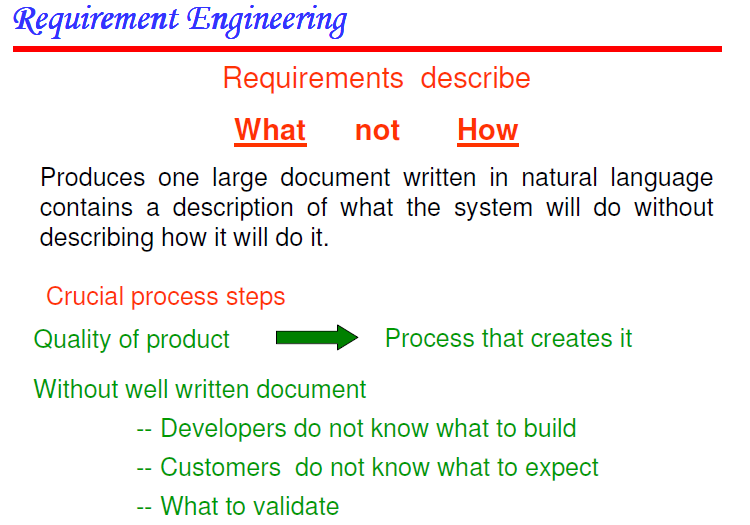 Requirement Engineering
Requirements describe
What not How
Produces one large document written in natural language
contains a description of what the system will do without
describing how it will do it.
Crucial process steps
Quality of product Process that creates it
Without well written document
-- Developers do not know what to build
-- Customers do not know what to expect
-- What to validate